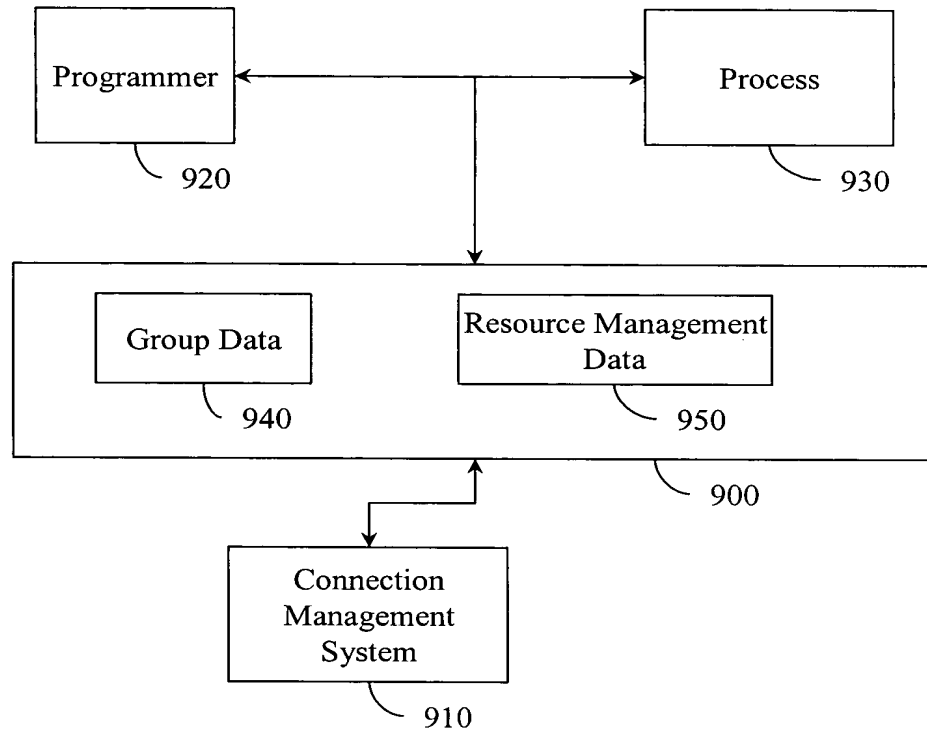 Programmer
Process
920
930
Group Data
Resource Management
Data
940
950
900
Connection
Management
System
910